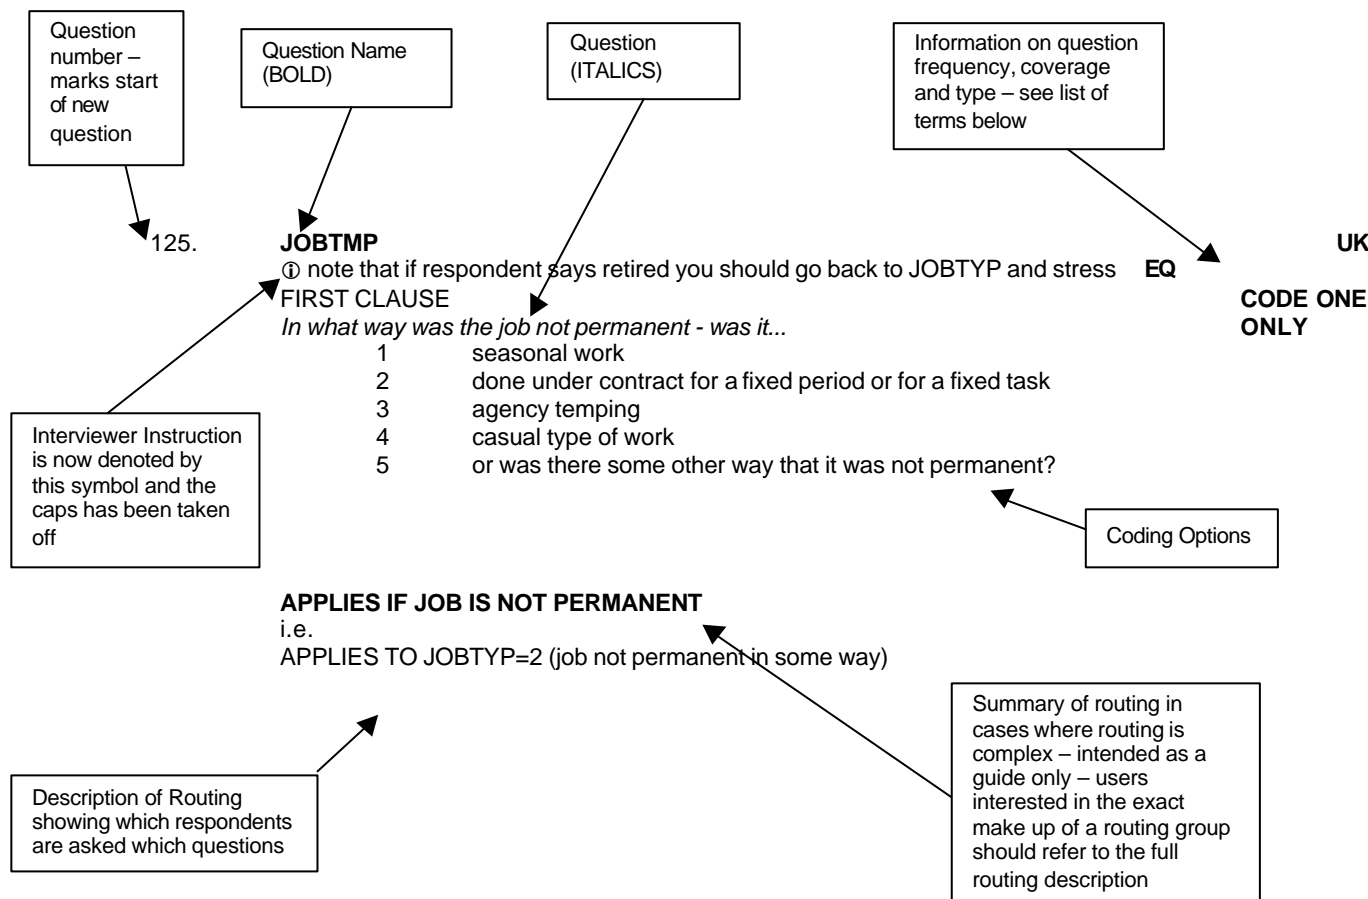 Question
number –
marks start
of new
question
Question Name
(BOLD)
Question
(ITALICS)
Information on question
frequency, coverage
and type – see list of
terms below
125. JOBTMP UK
ⓘ note that if respondent says retired you should go back to JOBTYP and stress EQ
FIRST CLAUSE CODE ONE
In what way was the job not permanent - was it... ONLY
1 seasonal work
2 done under contract for a fixed period or for a fixed task
3 agency temping
4 casual type of work
5 or was there some other way that it was not permanent?
Interviewer Instruction
is now denoted by
this symbol and the
caps has been taken
off
Coding Options
APPLIES IF JOB IS NOT PERMANENT
i.e.
APPLIES TO JOBTYP=2 (job not permanent in some way)
Description of Routing
showing which respondents
are asked which questions
Summary of routing in
cases where routing is
complex – intended as a
guide only – users
interested in the exact
make up of a routing group
should refer to the full
routing description